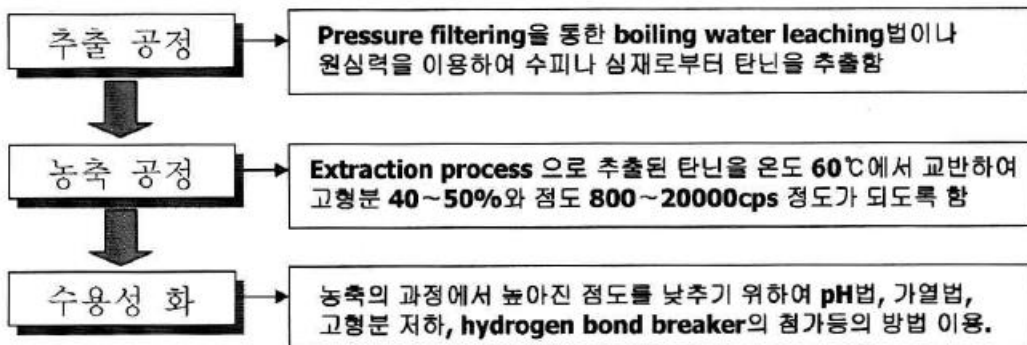 추출 공정
Pressure filtering을 통한 boiling water leaching법이나
원심력을 이용하여 수피나 심재로부터 탄닌을 추출함
농축 공정
Extraction process 으로 추출된 탄닌을 온도 60℃에서 교반하여
고형분 40~50%와 점도 800~20000cps 정도가 되도록 함
수용성 화
농축의 과정에서 높아진 점도를 낮추기 위하여 pH법, 가열법,
고형분 저하, hydrogen bond breaker의 첨가등의 방법 이용.